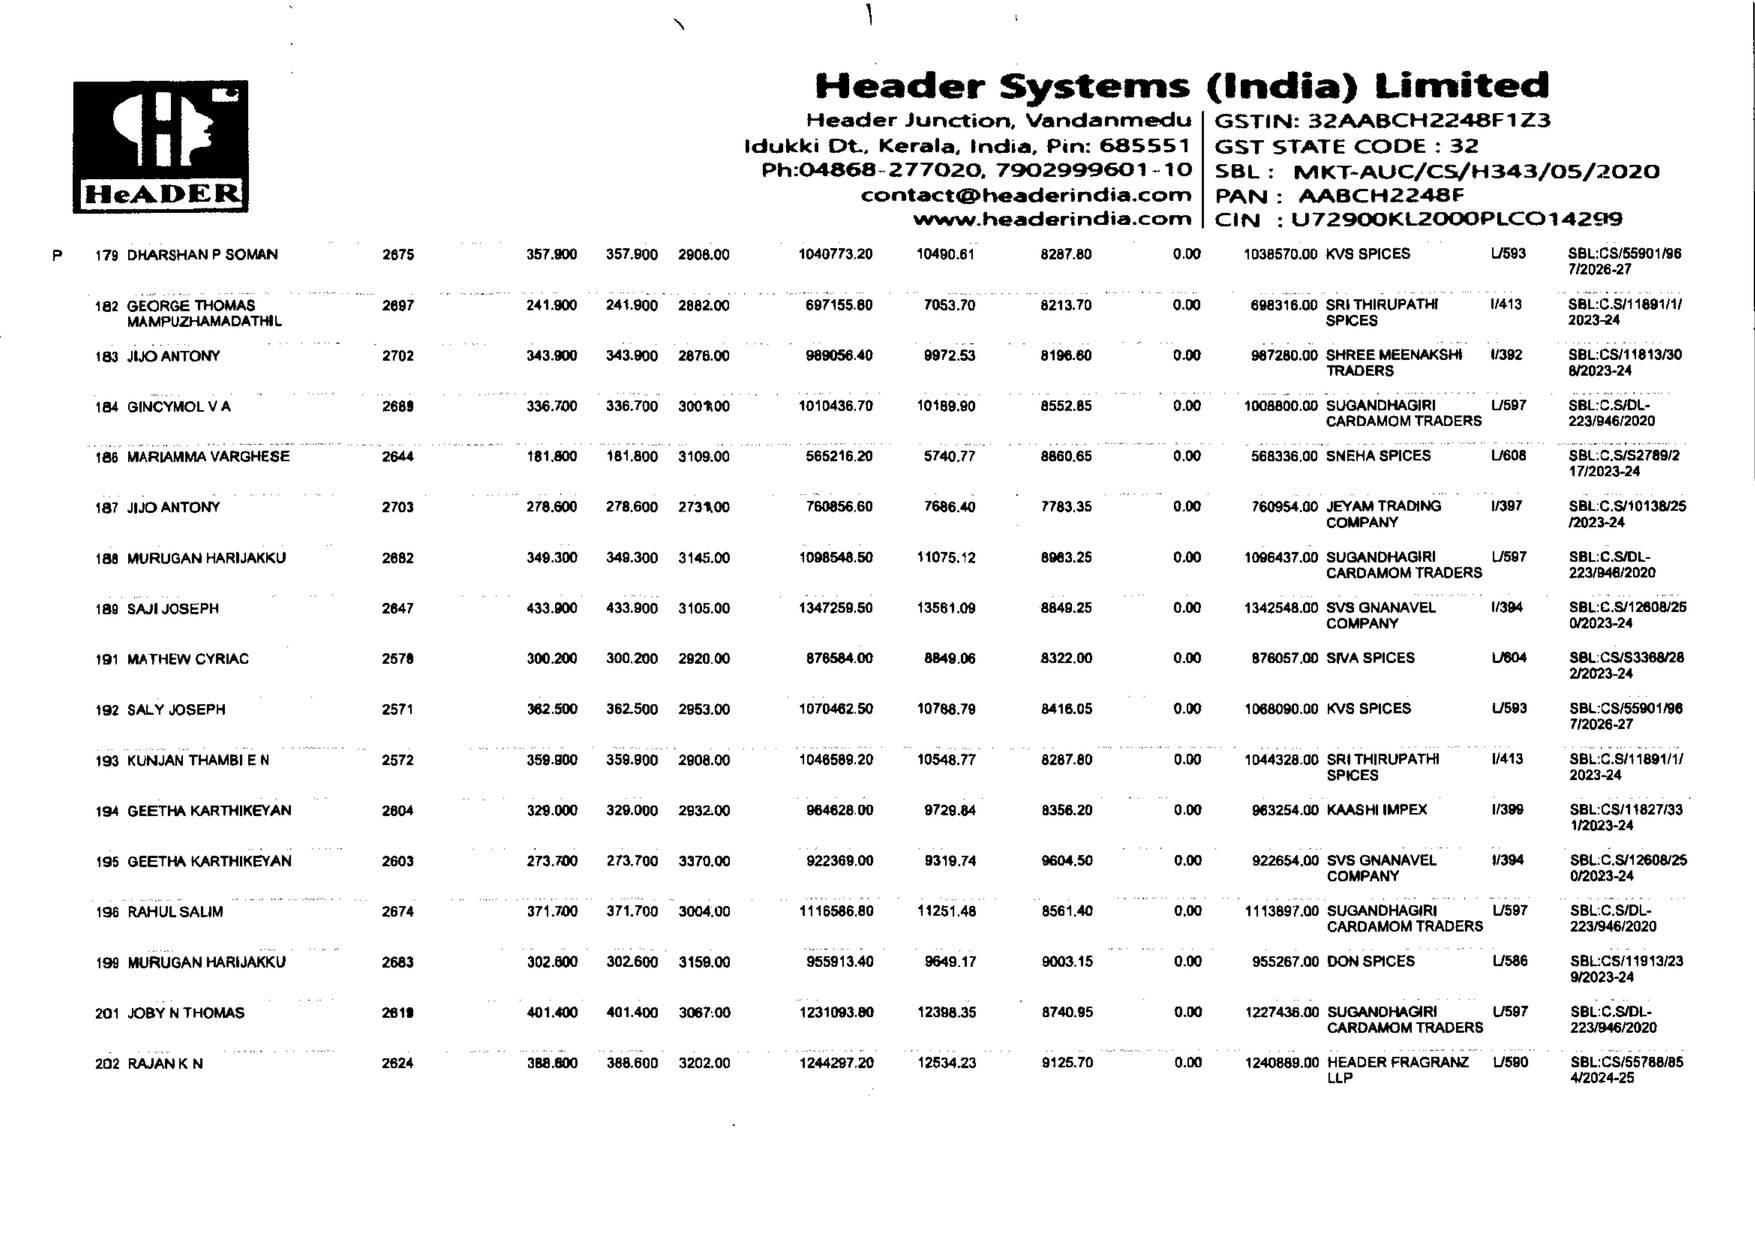 HeADER
Header Systems (India) Limited
Header Junction, Vandanmedu | GSTIN: 32AABCH2248F1Z3
Idukki Dt., Kerala, India, Pin: 685551 | GST STATE CODE : 32
Ph:04868-277020, 7902999601-10 | SBL : MKT-AUC/CS/H343/05/2020
contact@headerindia.com | PAN : AABCH2248F
www.headerindia.com | CIN : U72900KL2000PLCO14299
P 179 DHARSHAN P SOMAN 2675 357.900 357.900 2908.00 1040773.20 10490.61 8287.80 0.00 1038570.00 KVS SPICES L/593 SBL:CS/55901/96
7/2026-27
182 GEORGE THOMAS 2697 241.900 241.900 2882.00 697155.80 7053.70 8213.70 0.00 698316.00 SRI THIRUPATHI I/413 SBL:C.S/11891/1/
MAMPUZHAMADATHIL SPICES 2023-24
183 JIJO ANTONY 2702 343.900 343.900 2876.00 989056.40 9972.53 8196.60 0.00 987280.00 SHREE MEENAKSHI I/392 SBL:CS/11813/30
TRADERS 8/2023-24
184 GINCYMOL V A 2689 336.700 336.700 3001.00 1010436.70 10189.90 8552.85 0.00 1008800.00 SUGANDHAGIRI L/597 SBL:C.S/DL-
CARDAMOM TRADERS 223/946/2020
186 MARIAMMA VARGHESE 2644 181.800 181.800 3109.00 565216.20 5740.77 8860.65 0.00 568336.00 SNEHA SPICES L/608 SBL:C.S/S2789/2
17/2023-24
187 JIJO ANTONY 2703 278.600 278.600 2731.00 760856.60 7686.40 7783.35 0.00 760954.00 JEYAM TRADING I/397 SBL:C.S/10138/25
COMPANY /2023-24
188 MURUGAN HARIJAKKU 2682 349.300 349.300 3145.00 1098548.50 11075.12 8963.25 0.00 1096437.00 SUGANDHAGIRI L/597 SBL:C.S/DL-
CARDAMOM TRADERS 223/946/2020
189 SAJI JOSEPH 2647 433.900 433.900 3105.00 1347259.50 13561.09 8849.25 0.00 1342548.00 SVS GNANAVEL I/394 SBL:C.S/12608/25
COMPANY 0/2023-24
191 MATHEW CYRIAC 2578 300.200 300.200 2920.00 876584.00 8849.06 8322.00 0.00 876057.00 SIVA SPICES L/604 SBL:CS/S3368/28
2/2023-24
192 SALY JOSEPH 2571 362.500 362.500 2953.00 1070462.50 10788.79 8416.05 0.00 1068090.00 KVS SPICES L/593 SBL:CS/55901/96
7/2026-27
193 KUNJAN THAMBI E N 2572 359.900 359.900 2908.00 1046589.20 10548.77 8287.80 0.00 1044328.00 SRI THIRUPATHI I/413 SBL:C.S/11891/1/
SPICES 2023-24
194 GEETHA KARTHIKEYAN 2604 329.000 329.000 2932.00 964628.00 9729.84 8356.20 0.00 963254.00 KAASHI IMPEX I/399 SBL:CS/11827/33
1/2023-24
195 GEETHA KARTHIKEYAN 2603 273.700 273.700 3370.00 922369.00 9319.74 9604.50 0.00 922654.00 SVS GNANAVEL I/394 SBL:C.S/12608/25
COMPANY 0/2023-24
196 RAHUL SALIM 2674 371.700 371.700 3004.00 1116586.80 11251.48 8561.40 0.00 1113897.00 SUGANDHAGIRI L/597 SBL:C.S/DL-
CARDAMOM TRADERS 223/946/2020
199 MURUGAN HARIJAKKU 2683 302.600 302.600 3159.00 955913.40 9649.17 9003.15 0.00 955267.00 DON SPICES L/586 SBL:CS/11913/23
9/2023-24
201 JOBY N THOMAS 2619 401.400 401.400 3067.00 1231093.80 12398.35 8740.95 0.00 1227436.00 SUGANDHAGIRI L/597 SBL:C.S/DL-
CARDAMOM TRADERS 223/946/2020
202 RAJAN K N 2624 388.600 388.600 3202.00 1244297.20 12534.23 9125.70 0.00 1240889.00 HEADER FRAGRANZ L/590 SBL:CS/55788/85
LLP 4/2024-25